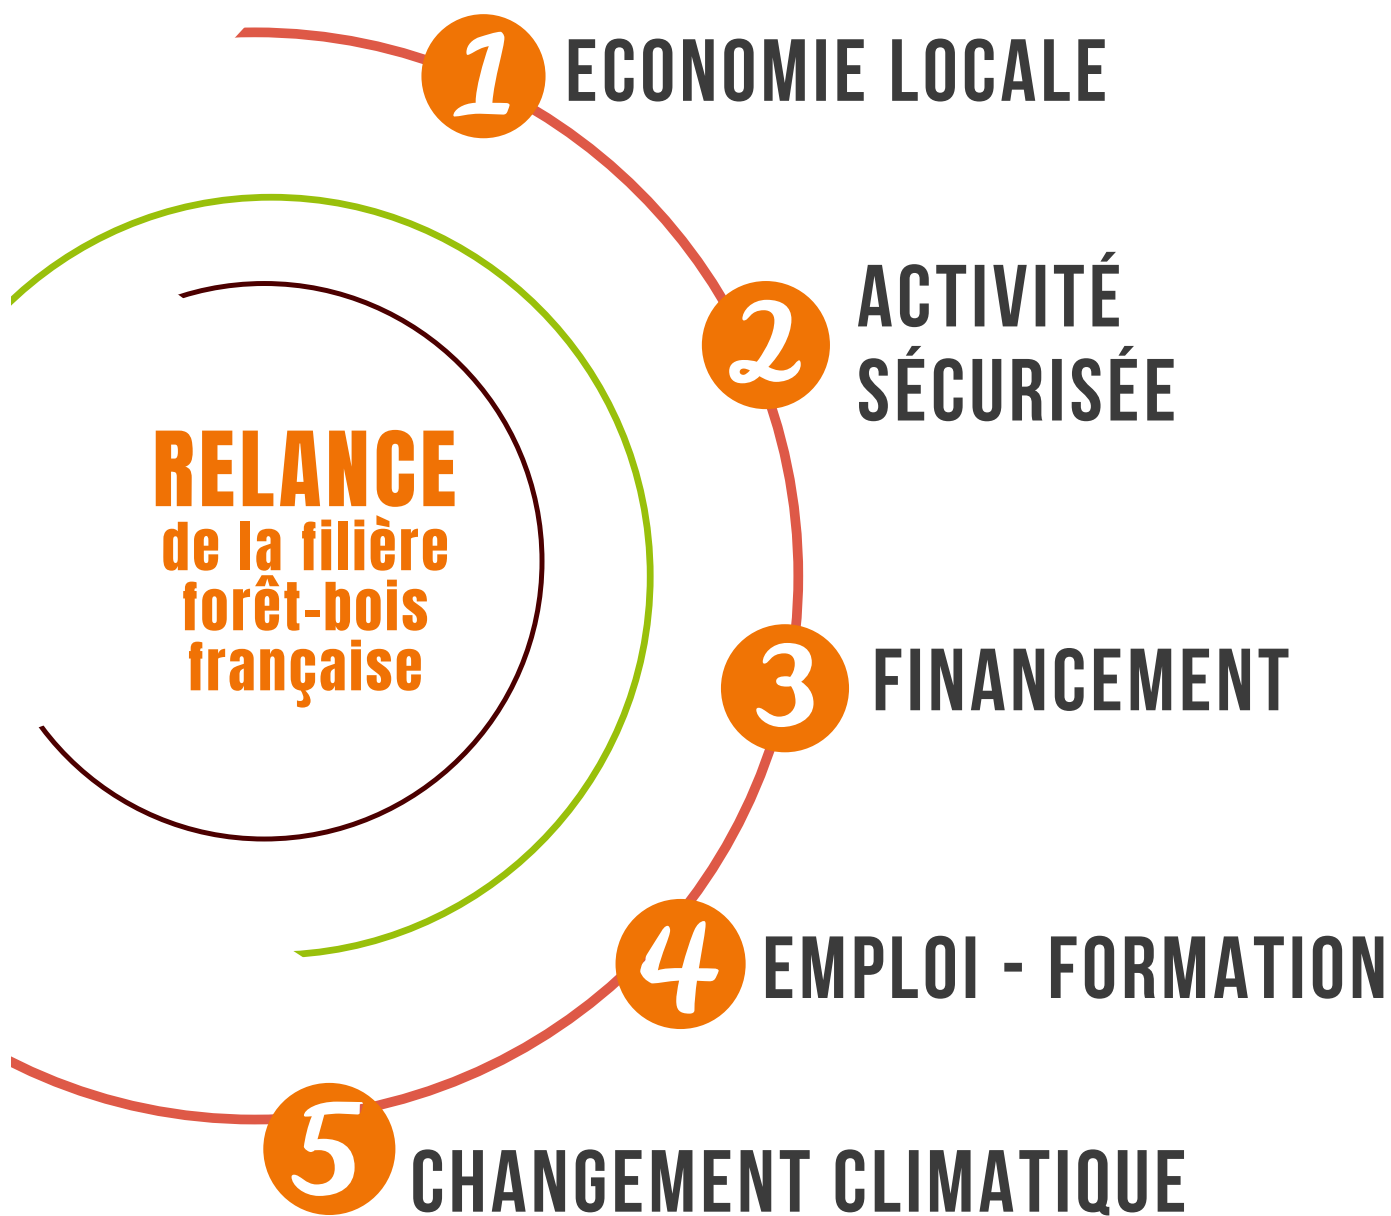 1 ECONOMIE LOCALE
2 ACTIVITÉ
SÉCURISÉE
RELANCE
de la filière
forêt-bois
française
3 FINANCEMENT
4 EMPLOI - FORMATION
5 CHANGEMENT CLIMATIQUE